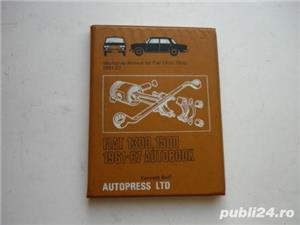 Workshop Manual for Fiat 1300, 1500
1961-67
FIAT 1300, 1500
1961-67 AUTOBOOK
Kenneth Ball
AUTOPRESS LTD
publi24.ro